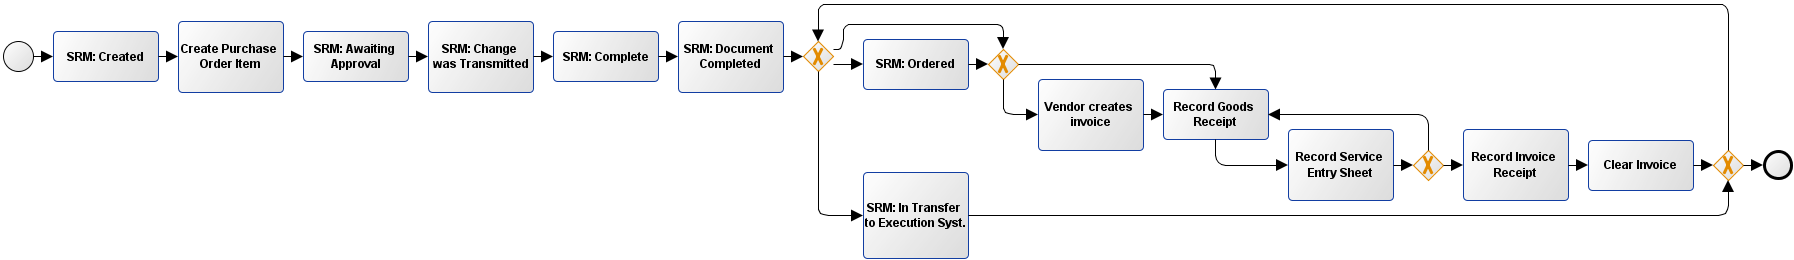 SRM: Created
Create Purchase
Order Item
SRM: Awaiting
Approval
SRM: Change
was Transmitted
SRM: Complete
SRM: Document
Completed
SRM: Ordered
Vendor creates
invoice
Record Goods
Receipt
Record Service
Entry Sheet
Record Invoice
Receipt
Clear Invoice
SRM: In Transfer
to Execution Syst.